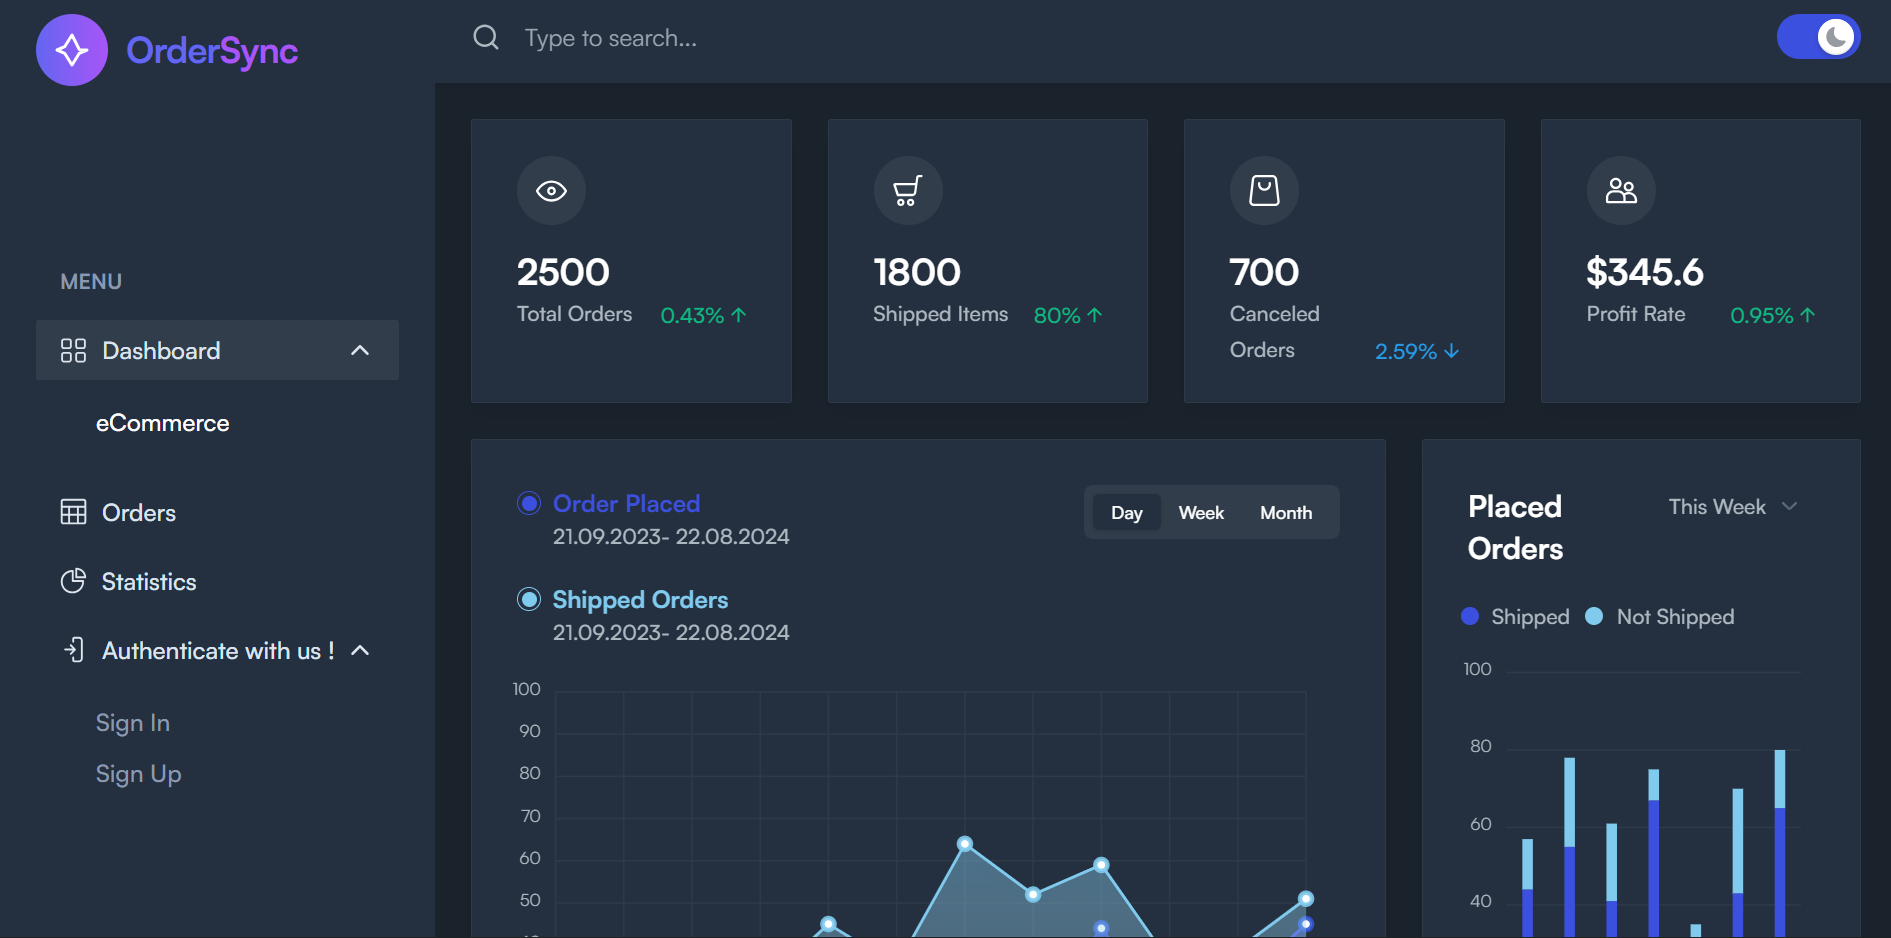 OrderSync
Type to search...
MENU
Dashboard
eCommerce
Orders
Statistics
Authenticate with us !
Sign In
Sign Up
2500
Total Orders 0.43%
1800
Shipped Items 80%
700
Canceled
Orders 2.59%
$345.6
Profit Rate 0.95%
Order Placed
21.09.2023- 22.08.2024
Shipped Orders
21.09.2023- 22.08.2024
Day Week Month
100
90
80
70
60
50
Placed
Orders
This Week
Shipped Not Shipped
100
80
60
40